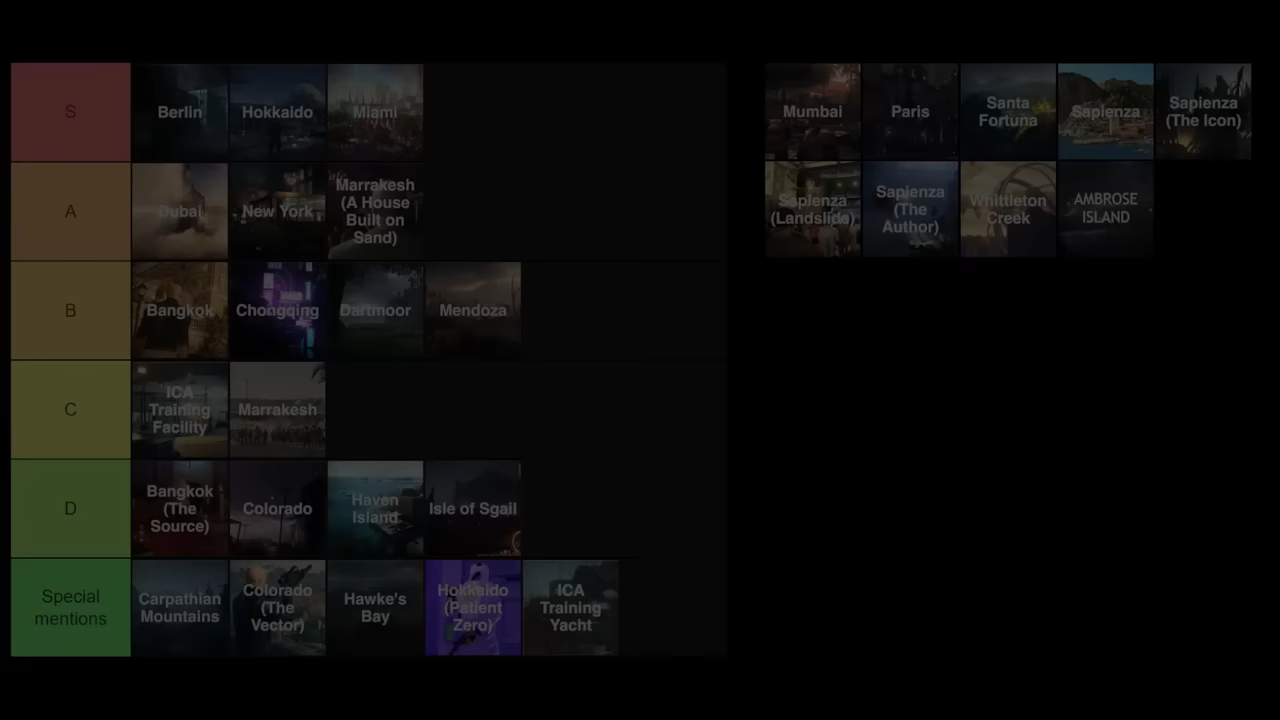 S
Berlin
Hokkaido
Miami
A
Dubai
New York
Marrakesh
(A House
Built on
Sand)
B
Bangkok
Chongqing
Dartmoor
Mendoza
C
ICA
Training
Facility
Marrakesh
D
Bangkok
(The
Source)
Colorado
Haven
Island
Isle of Sgail
Special
mentions
Carpathian
Mountains
Colorado
(The
Vector)
Hawke's
Bay
Hokkaido
(Patient
Zero)
ICA
Training
Yacht
Mumbai
Paris
Santa
Fortuna
Sapienza
Sapienza
(The Icon)
Sapienza
(Landslide)
Sapienza
(The
Author)
Whittleton
Creek
AMBROSE
ISLAND